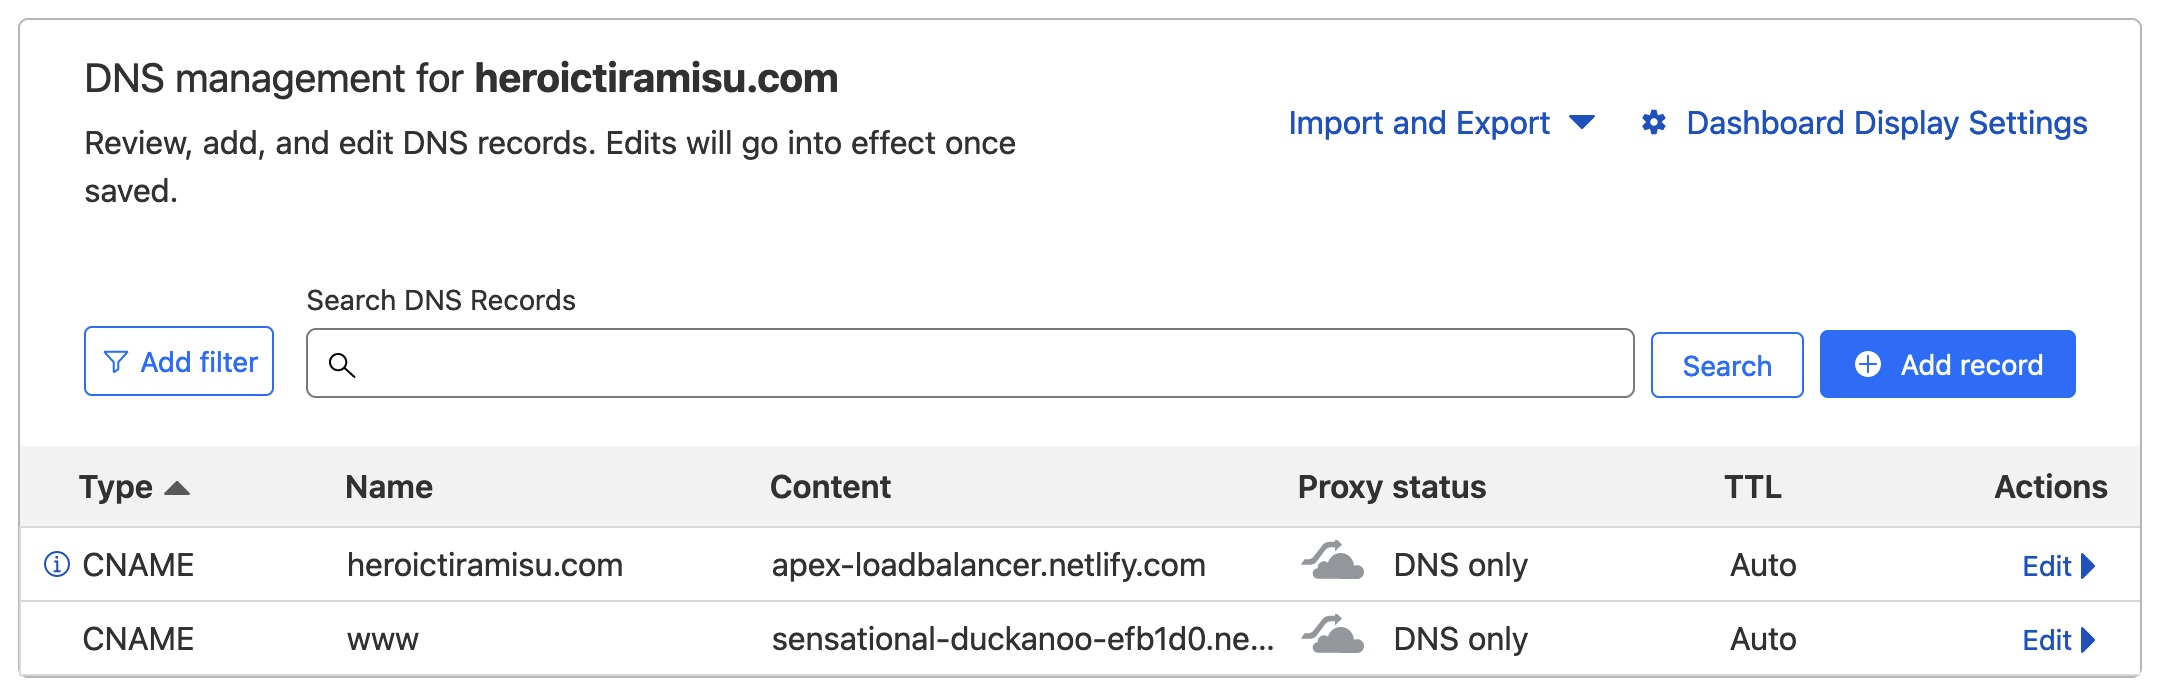 DNS management for heroictiramisu.com
Review, add, and edit DNS records. Edits will go into effect once
saved.
Import and Export
Dashboard Display Settings
Search DNS Records
Add filter
Search
Add record
Type Name Content Proxy status TTL Actions
CNAME heroictiramisu.com apex-loadbalancer.netlify.com DNS only Auto Edit
CNAME www sensational-duckanoo-efb1d0.ne... DNS only Auto Edit